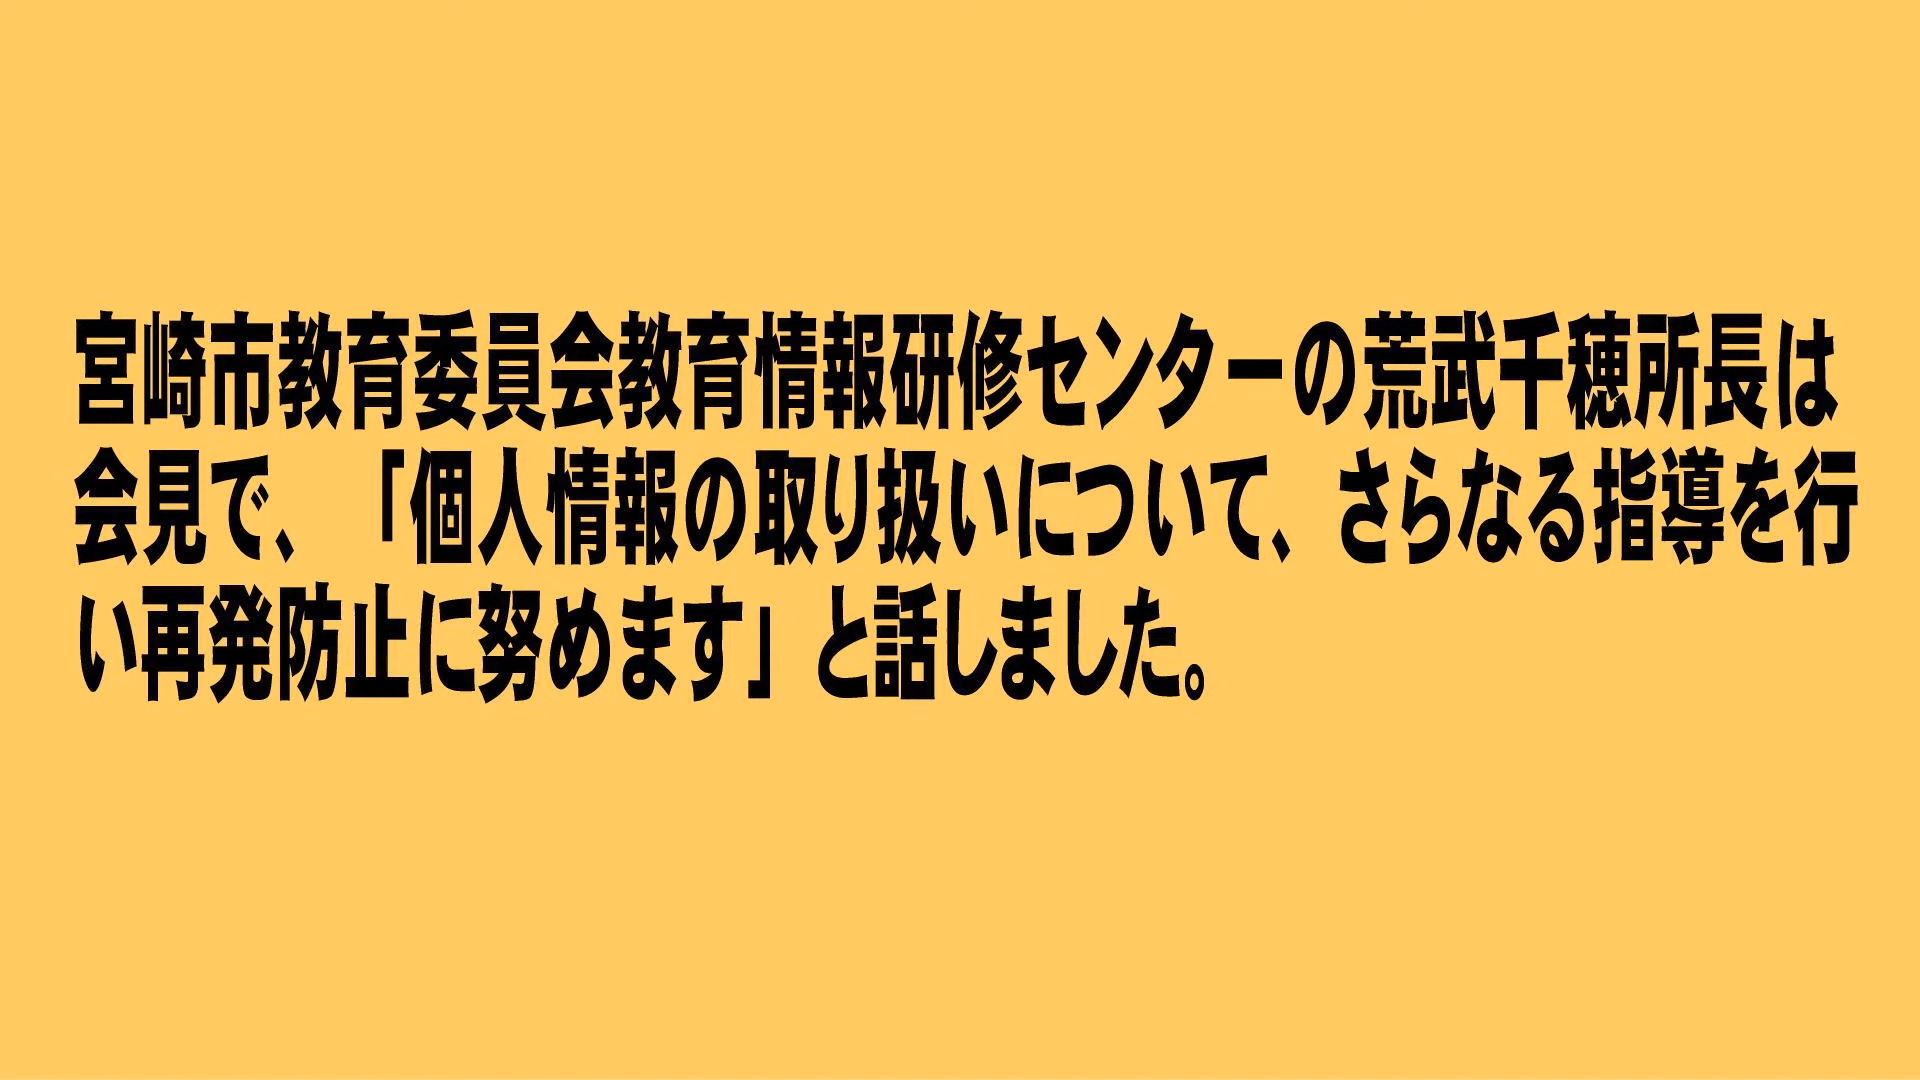 宮崎市教育委員会教育情報研修センターの荒武千穂所長は
会見で、「個人情報の取り扱いについて、さらなる指導を行
い再発防止に努めます」と話しました。